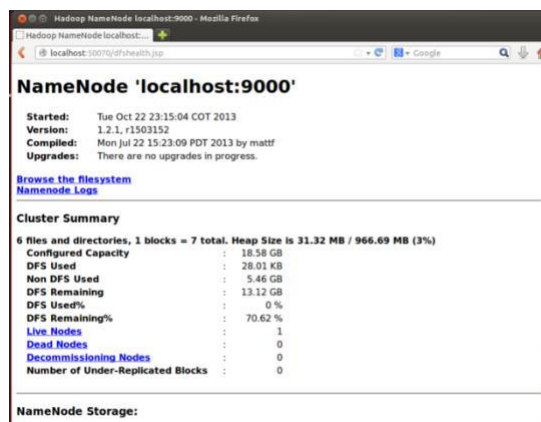 Hadoop NameNode localhost:9000 - Mozilla Firefox
Hadoop NameNode localhost:...
localhost:50070/dfshealth.jsp
Google
NameNode 'localhost:9000'
Started: Tue Oct 22 23:15:04 COT 2013
Version: 1.2.1, r1503152
Compiled: Mon Jul 22 15:23:09 PDT 2013 by mattf
Upgrades: There are no upgrades in progress.
Browse the filesystem
Namenode Logs
Cluster Summary
6 files and directories, 1 blocks = 7 total. Heap Size is 31.32 MB / 966.69 MB (3%)
Configured Capacity : 18.58 GB
DFS Used : 28.01 KB
Non DFS Used : 5.46 GB
DFS Remaining : 13.12 GB
DFS Used% : 0 %
DFS Remaining% : 70.62 %
Live Nodes : 1
Dead Nodes : 0
Decommissioning Nodes : 0
Number of Under-Replicated Blocks : 0
NameNode Storage: